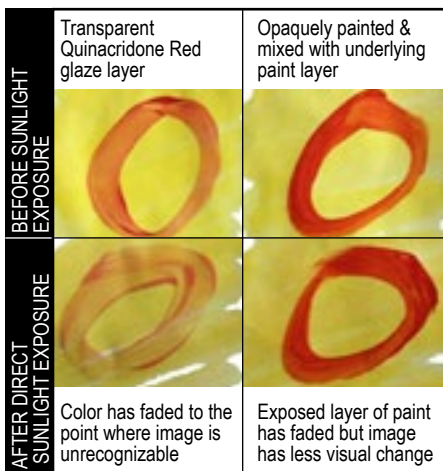 Transparent
Quinacridone Red
glaze layer
Opaquely painted &
mixed with underlying
paint layer
BEFORE SUNLIGHT
EXPOSURE
AFTER DIRECT
SUNLIGHT EXPOSURE
Color has faded to the
point where image is
unrecognizable
Exposed layer of paint
has faded but image
has less visual change